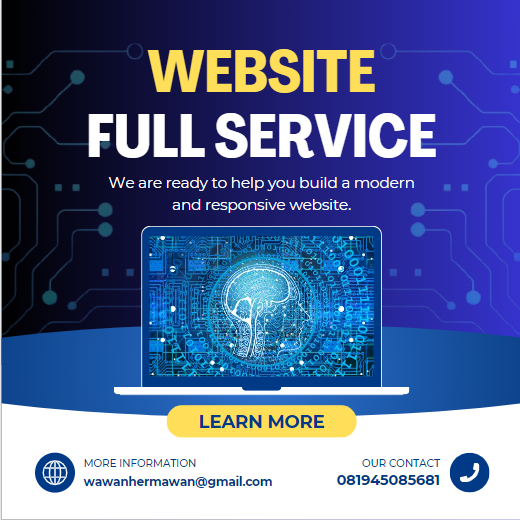 WEBSITE
FULL SERVICE
We are ready to help you build a modern
and responsive website.
LEARN MORE
MORE INFORMATION
wawanhermawan@gmail.com
OUR CONTACT
081945085681